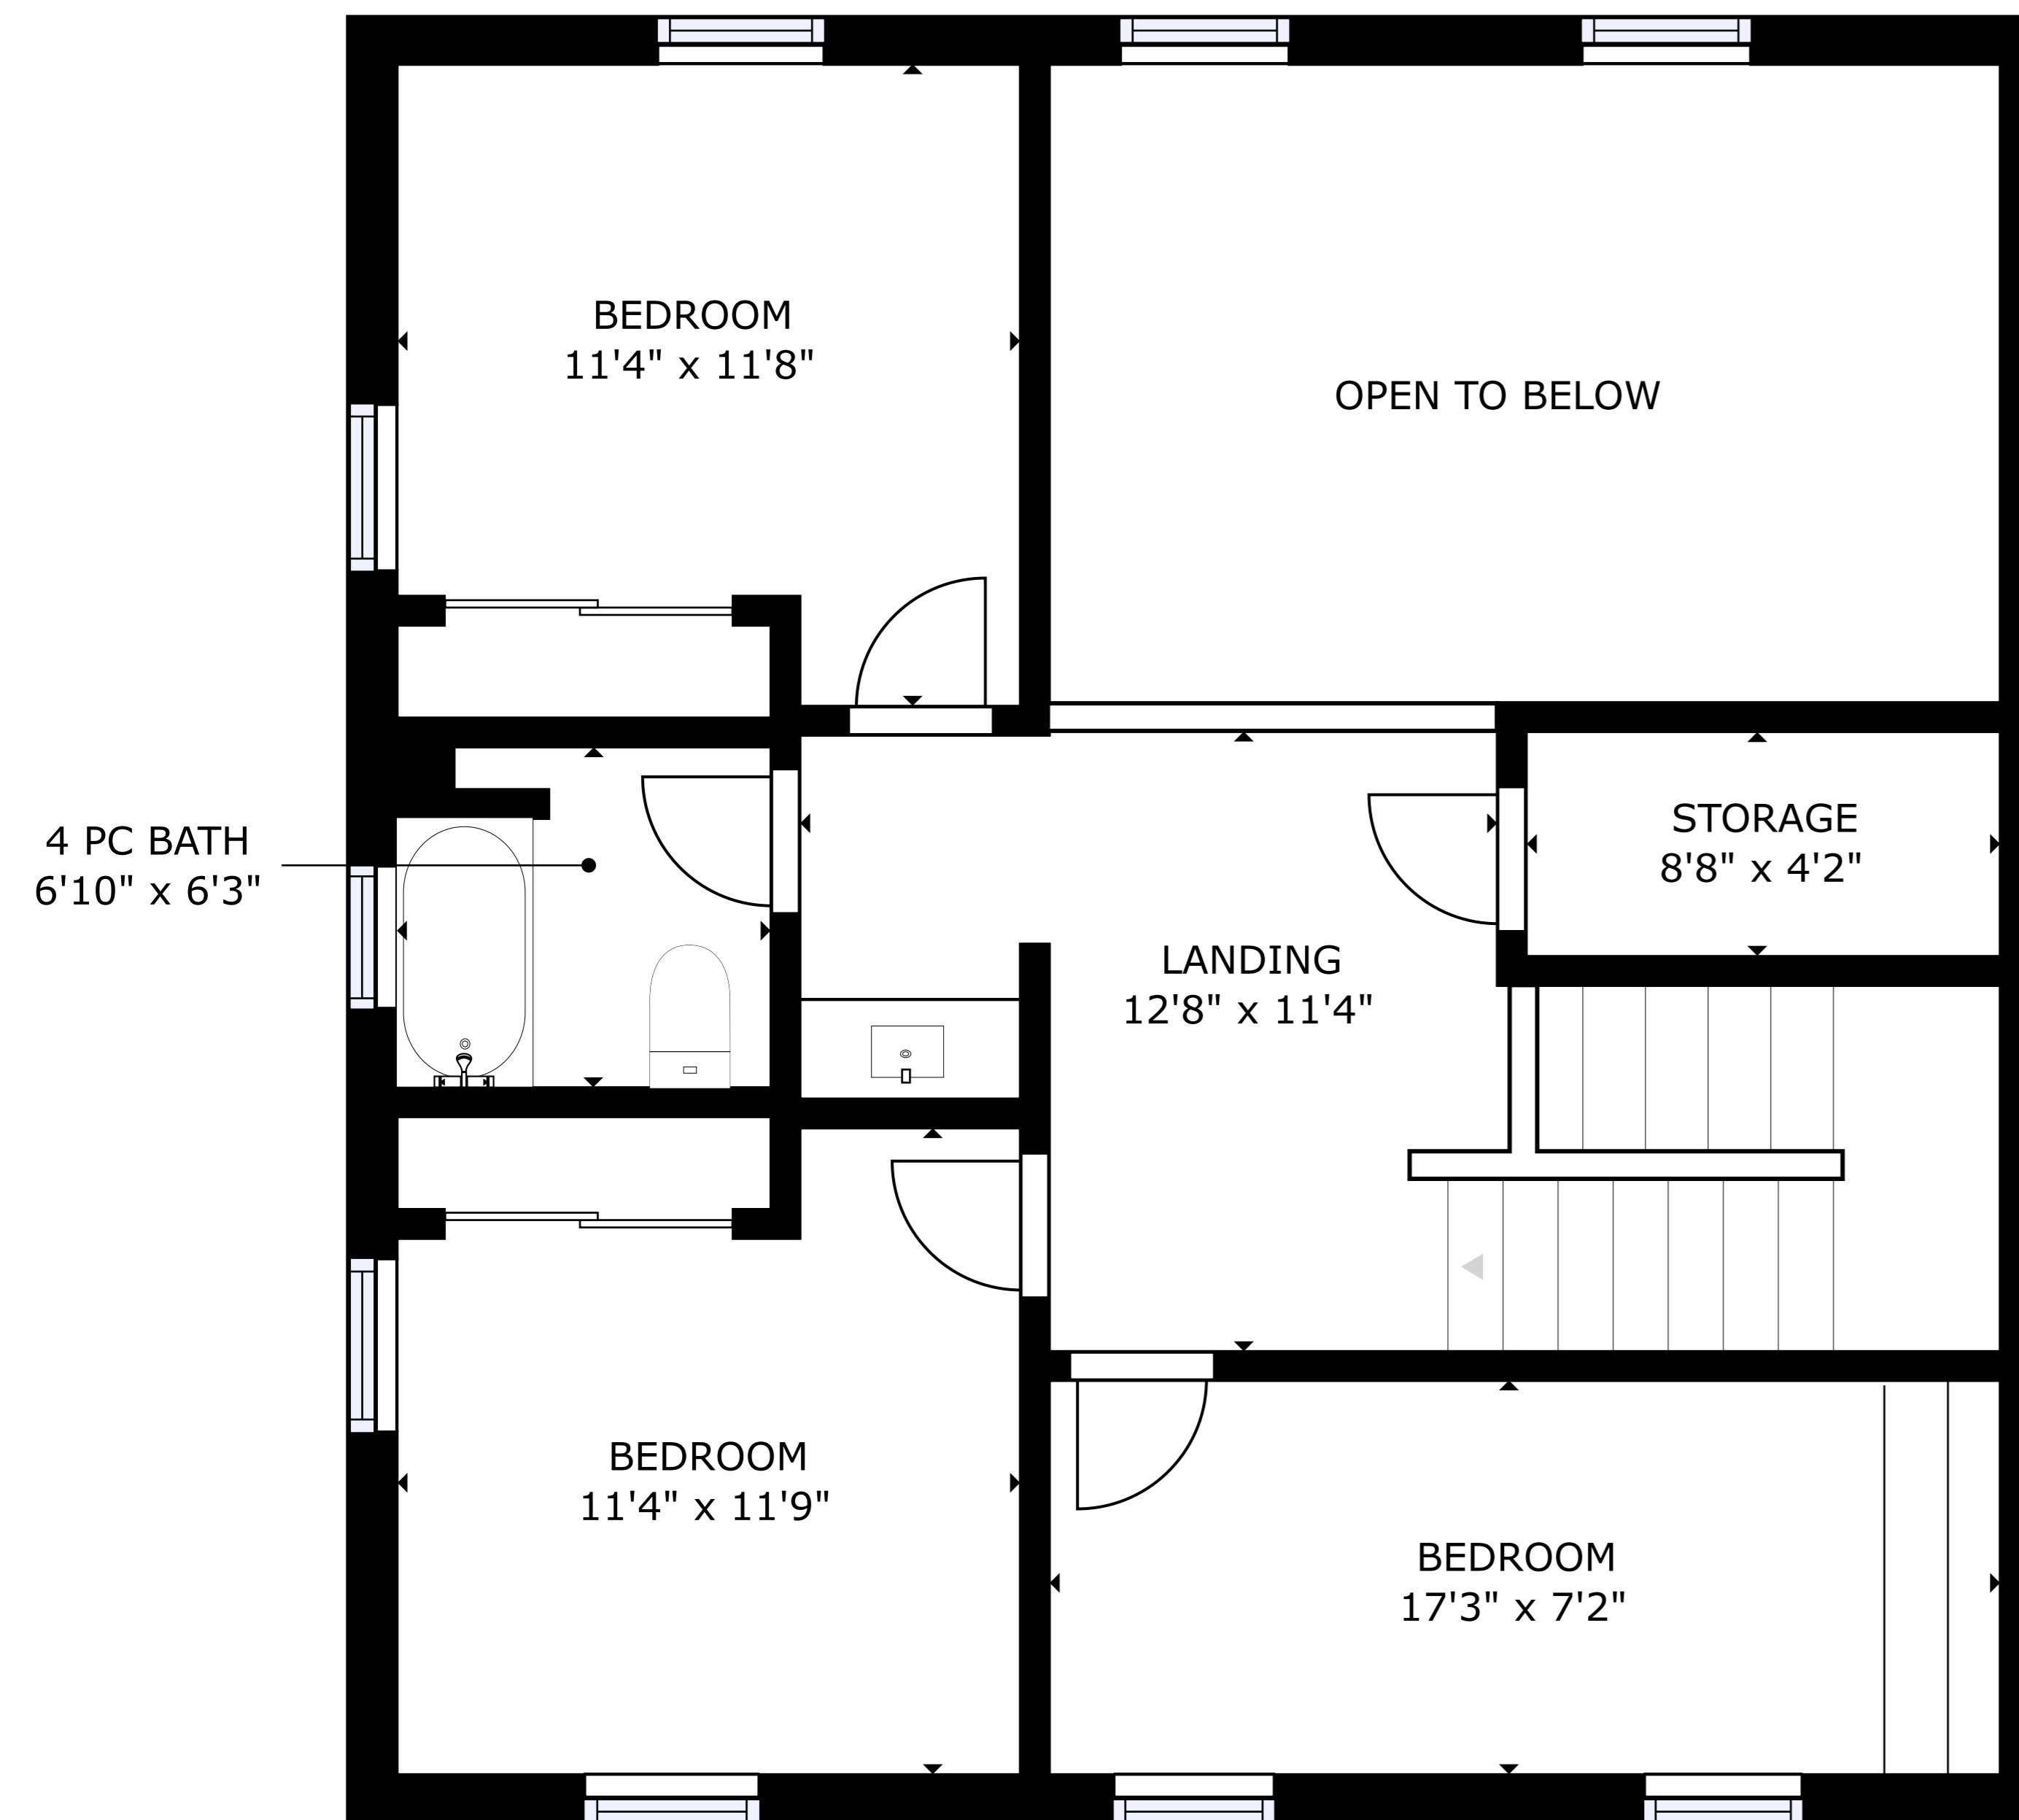 BEDROOM
11'4" x 11'8"
OPEN TO BELOW
4 PC BATH
6'10" x 6'3"
STORAGE
8'8" x 4'2"
LANDING
12'8" x 11'4"
BEDROOM
11'4" x 11'9"
BEDROOM
17'3" x 7'2"